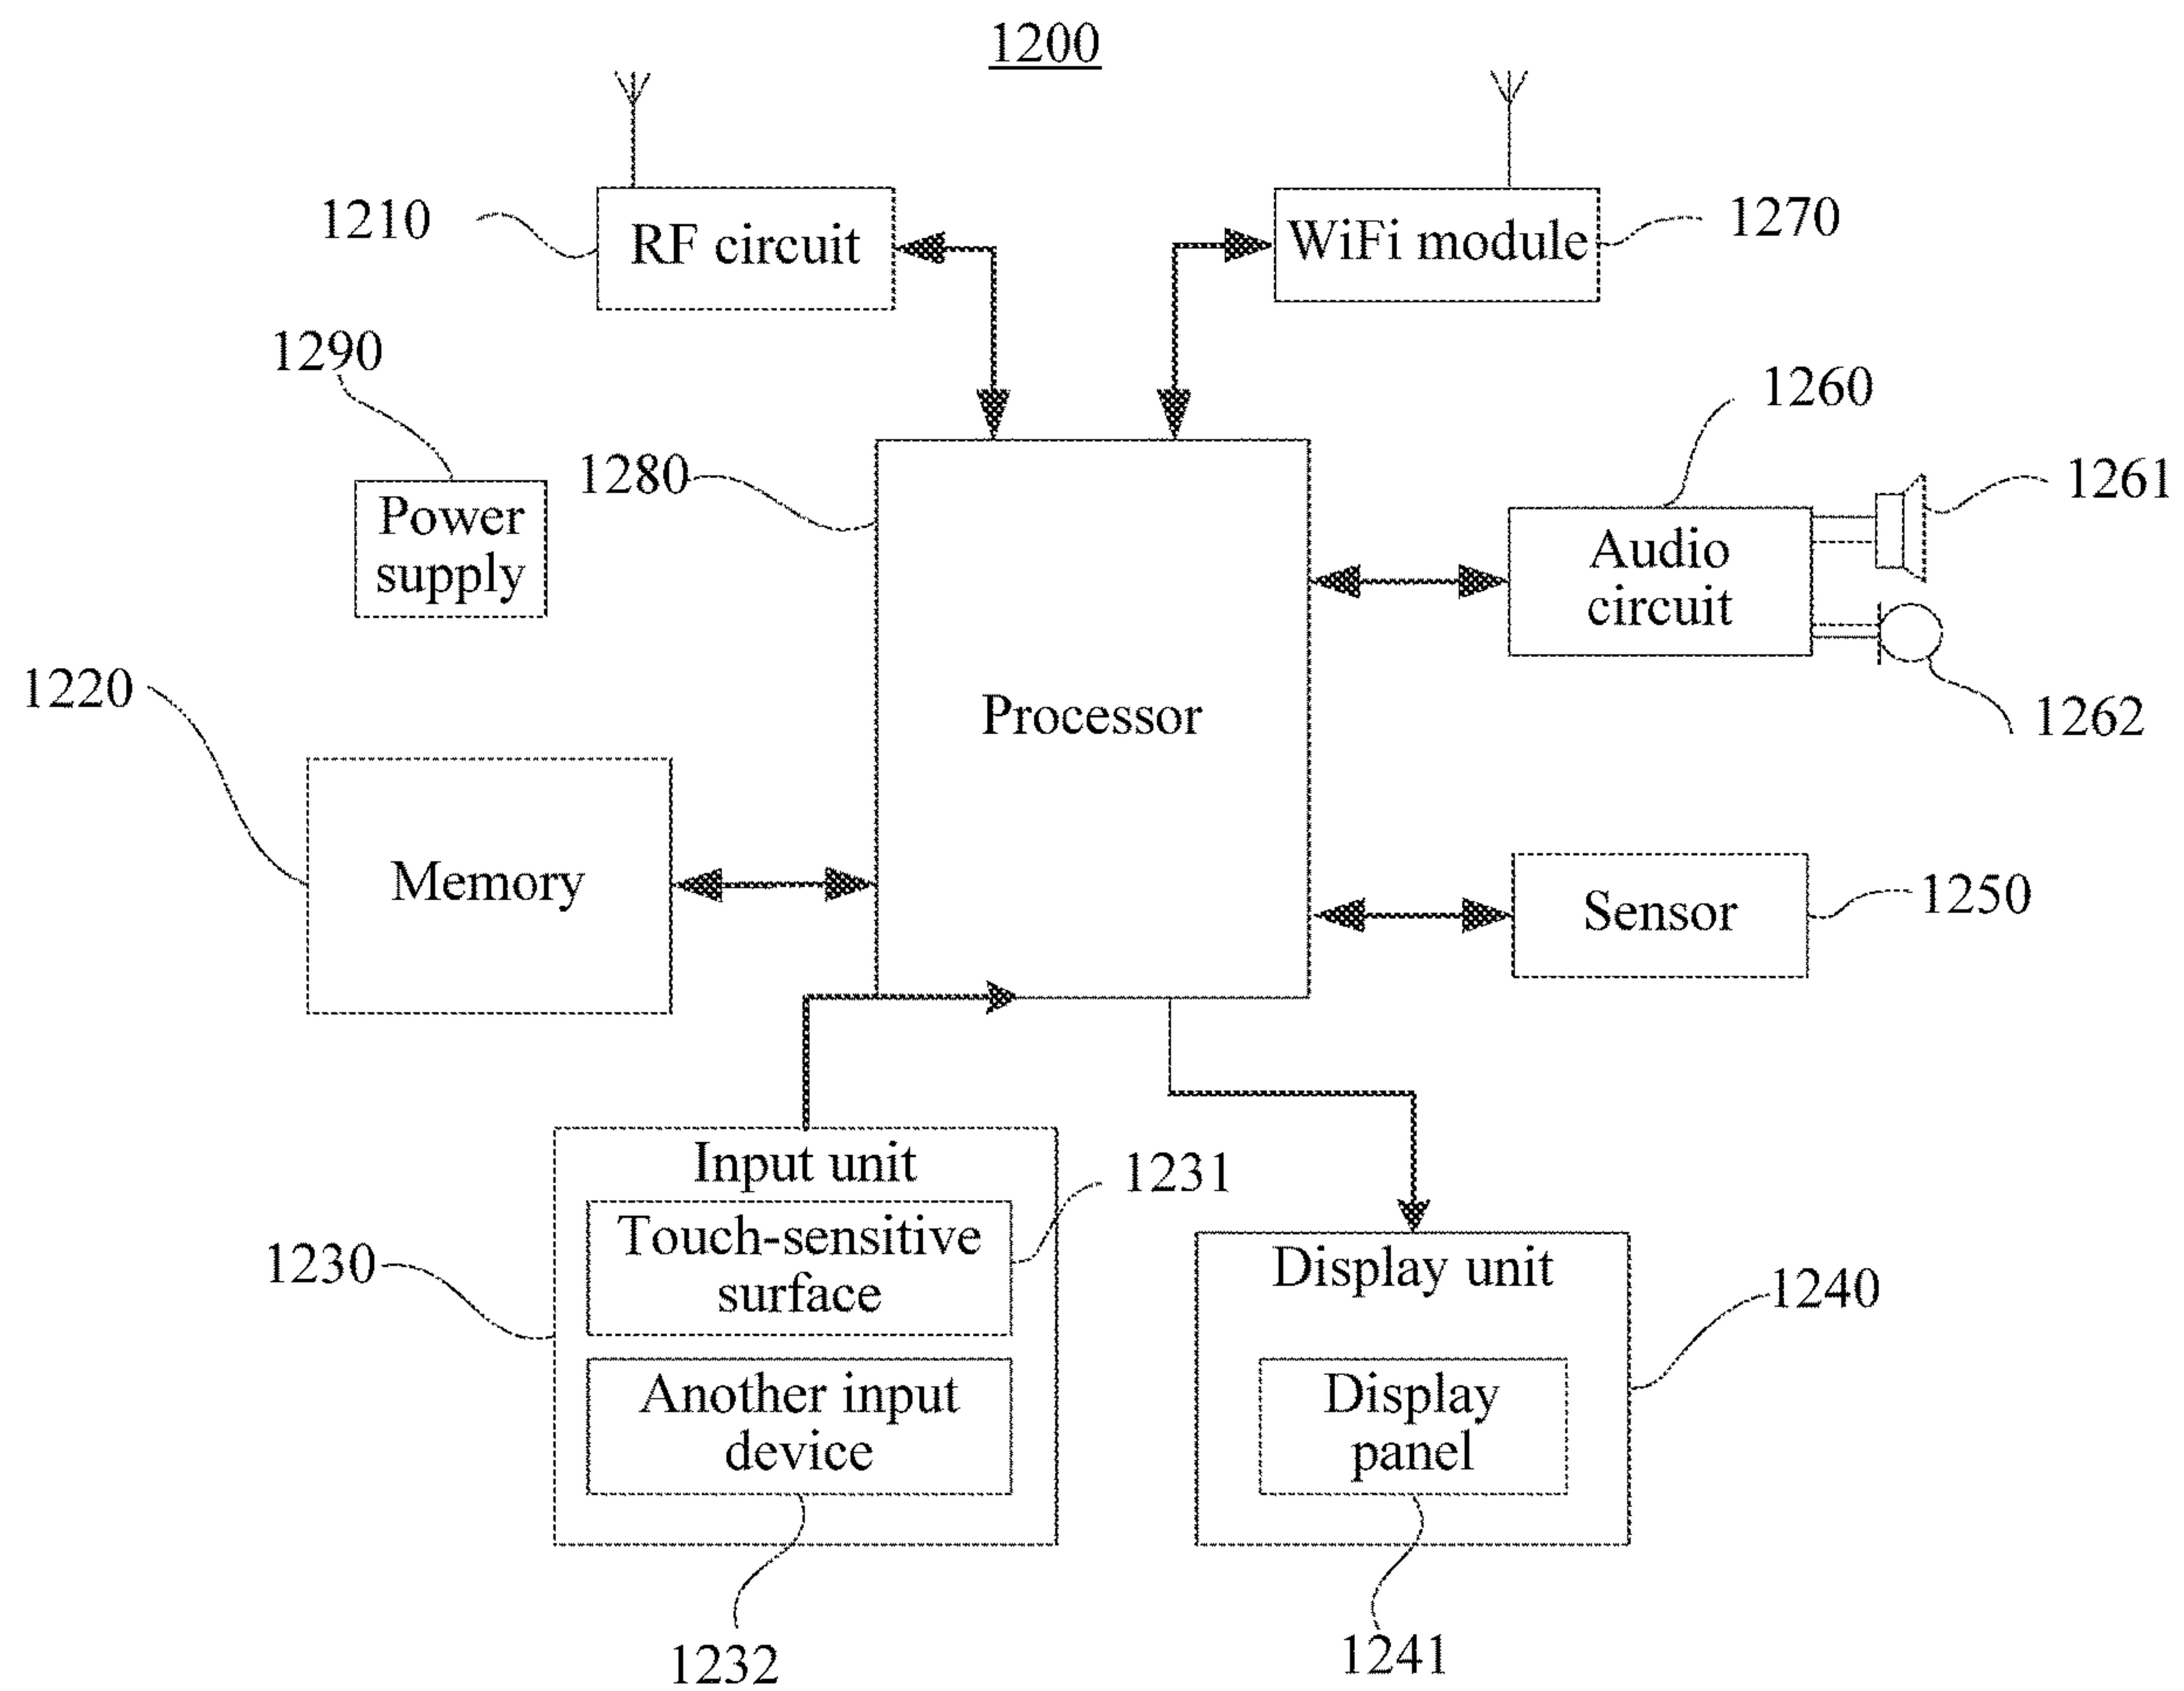 1200
1210
RF circuit
WiFi module
1270
1290
Power
supply
1280
1260
Audio
circuit
1261
1262
Processor
1220
Memory
Sensor
1250
Input unit
1231
Touch-sensitive
surface
1230
Another input
device
1232
Display unit
1240
Display
panel
1241